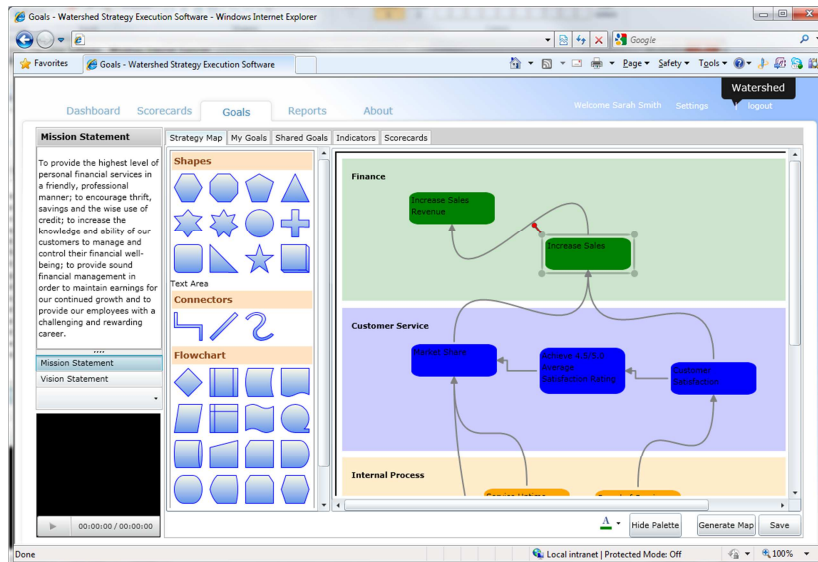 Goals - Watershed Strategy Execution Software - Windows Internet Explorer
Google
Favorites
Goals - Watershed Strategy Execution Software
Page
Safety
Tools
Watershed
Dashboard
Scorecards
Goals
Reports
About
Welcome Sarah Smith
Settings
logout
Mission Statement
To provide the highest level of
personal financial services in
a friendly, professional
manner; to encourage thrift,
savings and the wise use of
credit; to increase the
knowledge and ability of our
customers to manage and
control their financial well-
being; to provide sound
financial management in
order to maintain earnings for
our continued growth and to
provide our employees with a
challenging and rewarding
career.
Mission Statement
Vision Statement
00:00:00 / 00:00:00
Strategy Map
My Goals
Shared Goals
Indicators
Scorecards
Shapes
Text Area
Connectors
Flowchart
Finance
Increase Sales
Revenue
Increase Sales
Customer Service
Market Share
Achieve 4.5/5.0
Average
Satisfaction Rating
Customer
Satisfaction
Internal Process
Service Uptime
A
Hide Palette
Generate Map
Save
Done
Local intranet | Protected Mode: Off
100%